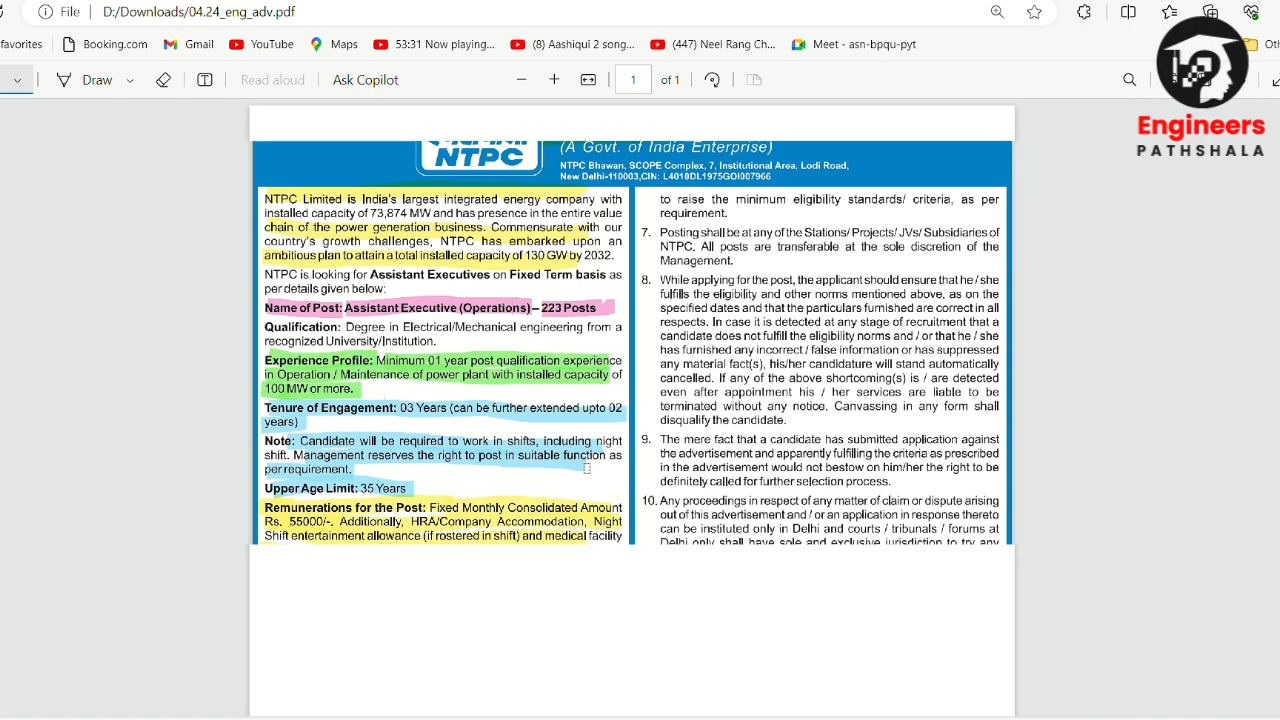 File D:/Downloads/04.24_eng_adv.pdf
favorites Booking.com Gmail YouTube Maps 53:31 Now playing... (8) Aashiqui 2 song... (447) Neel Rang Ch... Meet - asn-bpqu-pyt
Draw Read aloud Ask Copilot 1 of 1
Engineers
PATHSHALA
NTPC
(A Govt. of India Enterprise)
NTPC Bhawan, SCOPE Complex, 7, Institutional Area, Lodi Road,
New Delhi-110003,CIN: L4010DL1975GOI007966
NTPC Limited is India's largest integrated energy company with
installed capacity of 73,874 MW and has presence in the entire value
chain of the power generation business. Commensurate with our
country's growth challenges, NTPC has embarked upon an
ambitious plan to attain a total installed capacity of 130 GW by 2032.
NTPC is looking for Assistant Executives on Fixed Term basis as
per details given below:
Name of Post: Assistant Executive (Operations) – 223 Posts
Qualification: Degree in Electrical/Mechanical engineering from a
recognized University/Institution.
Experience Profile: Minimum 01 year post qualification experience
in Operation / Maintenance of power plant with installed capacity of
100 MW or more.
Tenure of Engagement: 03 Years (can be further extended upto 02
years)
Note: Candidate will be required to work in shifts, including night
shift. Management reserves the right to post in suitable function as
per requirement.
Upper Age Limit: 35 Years
Remunerations for the Post: Fixed Monthly Consolidated Amount
Rs. 55000/-. Additionally, HRA/Company Accommodation, Night
Shift entertainment allowance (if rostered in shift) and medical facility
to raise the minimum eligibility standards/ criteria, as per
requirement.
7. Posting shall be at any of the Stations/ Projects/ JVs/ Subsidiaries of
NTPC. All posts are transferable at the sole discretion of the
Management.
8. While applying for the post, the applicant should ensure that he / she
fulfills the eligibility and other norms mentioned above, as on the
specified dates and that the particulars furnished are correct in all
respects. In case it is detected at any stage of recruitment that a
candidate does not fulfill the eligibility norms and / or that he / she
has furnished any incorrect / false information or has suppressed
any material fact(s), his/her candidature will stand automatically
cancelled. If any of the above shortcoming(s) is / are detected
even after appointment his / her services are liable to be
terminated without any notice. Canvassing in any form shall
disqualify the candidate.
9. The mere fact that a candidate has submitted application against
the advertisement and apparently fulfilling the criteria as prescribed
in the advertisement would not bestow on him/her the right to be
definitely called for further selection process.
10. Any proceedings in respect of any matter of claim or dispute arising
out of this advertisement and / or an application in response thereto
can be instituted only in Delhi and courts / tribunals / forums at
Delhi only shall have sole and exclusive jurisdiction to try any